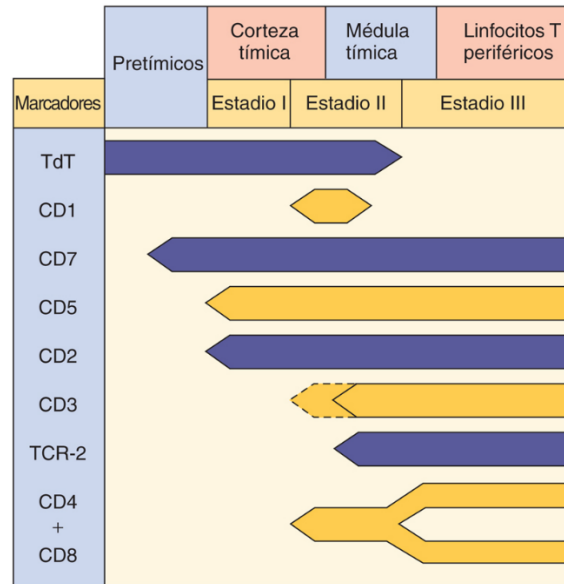 Pretímicos
Corteza
tímica
Médula
tímica
Linfocitos T
periféricos
Marcadores
Estadio I
Estadio II
Estadio III
TdT
CD1
CD7
CD5
CD2
CD3
TCR-2
CD4
+
CD8